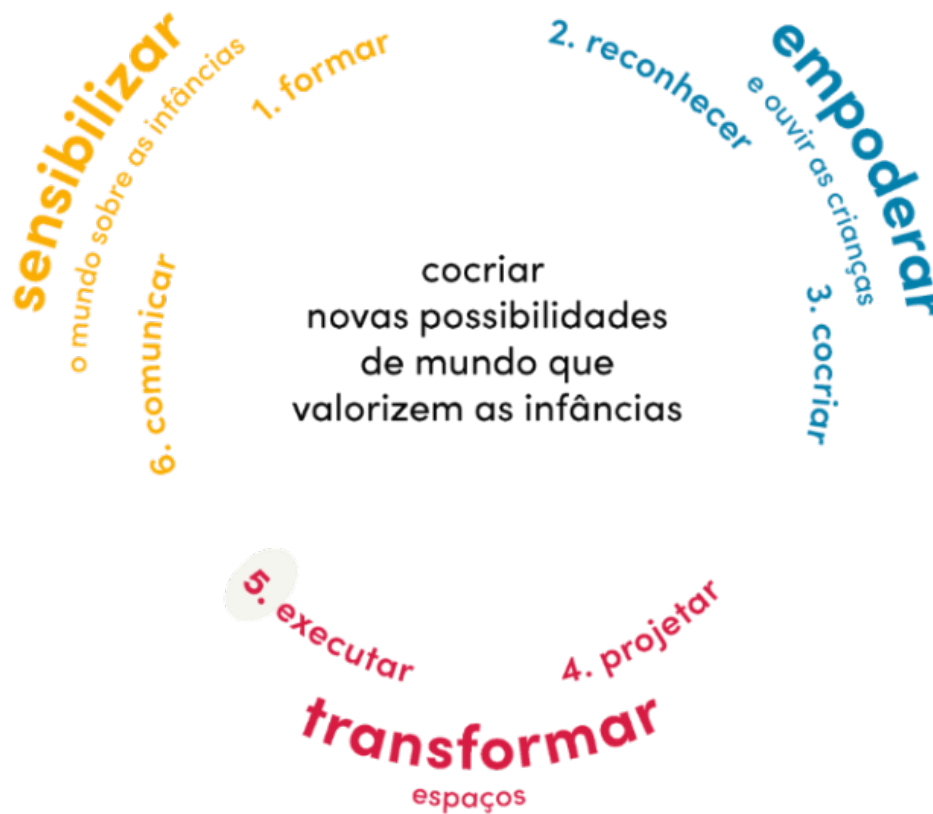 sensibilizar
o mundo sobre as infâncias
1. formar
2. reconhecer
empoderar
e ouvir as crianças
3. cocriar
cocriar
novas possibilidades
de mundo que
valorizem as infâncias
4. projetar
5. executar
transformar
espaços
6. comunicar